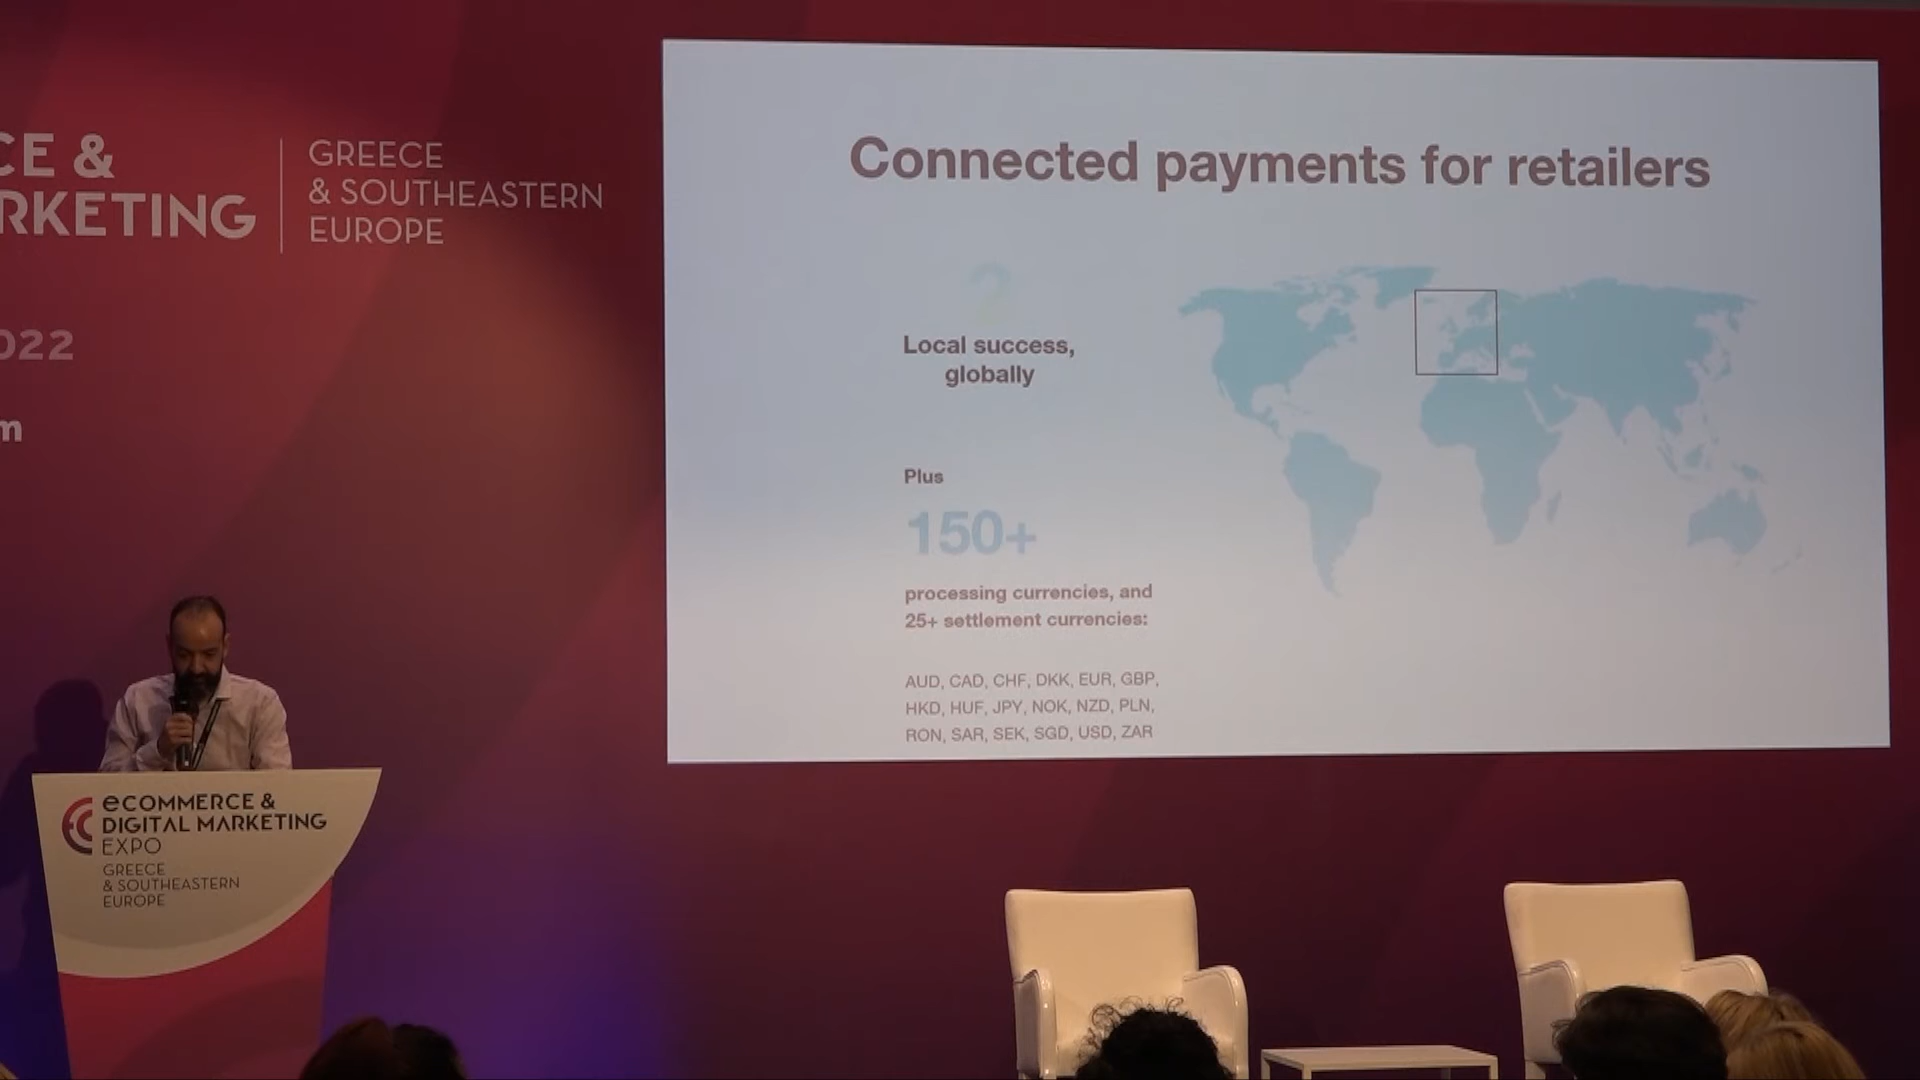 CE &
RKETING
GREECE
& SOUTHEASTERN
EUROPE
022
m
Connected payments for retailers
2
Local success,
globally
Plus
150+
processing currencies, and
25+ settlement currencies:
AUD, CAD, CHF, DKK, EUR, GBP,
HKD, HUF, JPY, NOK, NZD, PLN,
RON, SAR, SEK, SGD, USD, ZAR
eCOMMERCE &
DIGITAL MARKETING
EXPO
GREECE
& SOUTHEASTERN
EUROPE